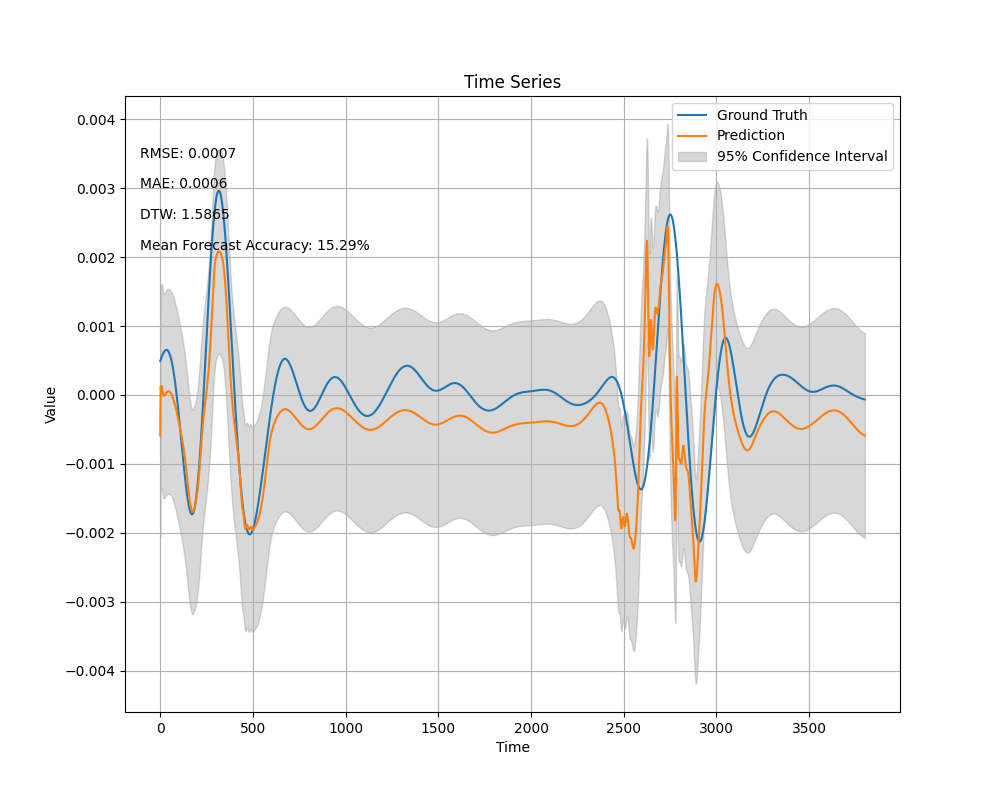 Time Series
Ground Truth
Prediction
95% Confidence Interval
RMSE: 0.0007
MAE: 0.0006
DTW: 1.5865
Mean Forecast Accuracy: 15.29%
Value
0.004
0.003
0.002
0.001
0.000
−0.001
−0.002
−0.003
−0.004
0 500 1000 1500 2000 2500 3000 3500
Time